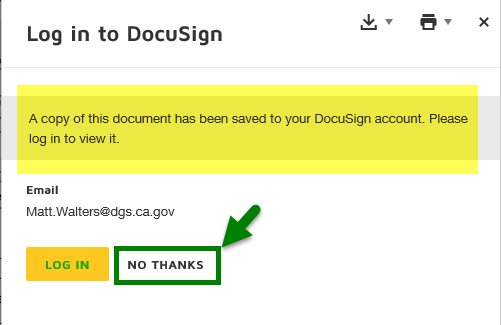 Log in to DocuSign
A copy of this document has been saved to your DocuSign account. Please
log in to view it.
Email
Matt.Walters@dgs.ca.gov
LOG IN NO THANKS